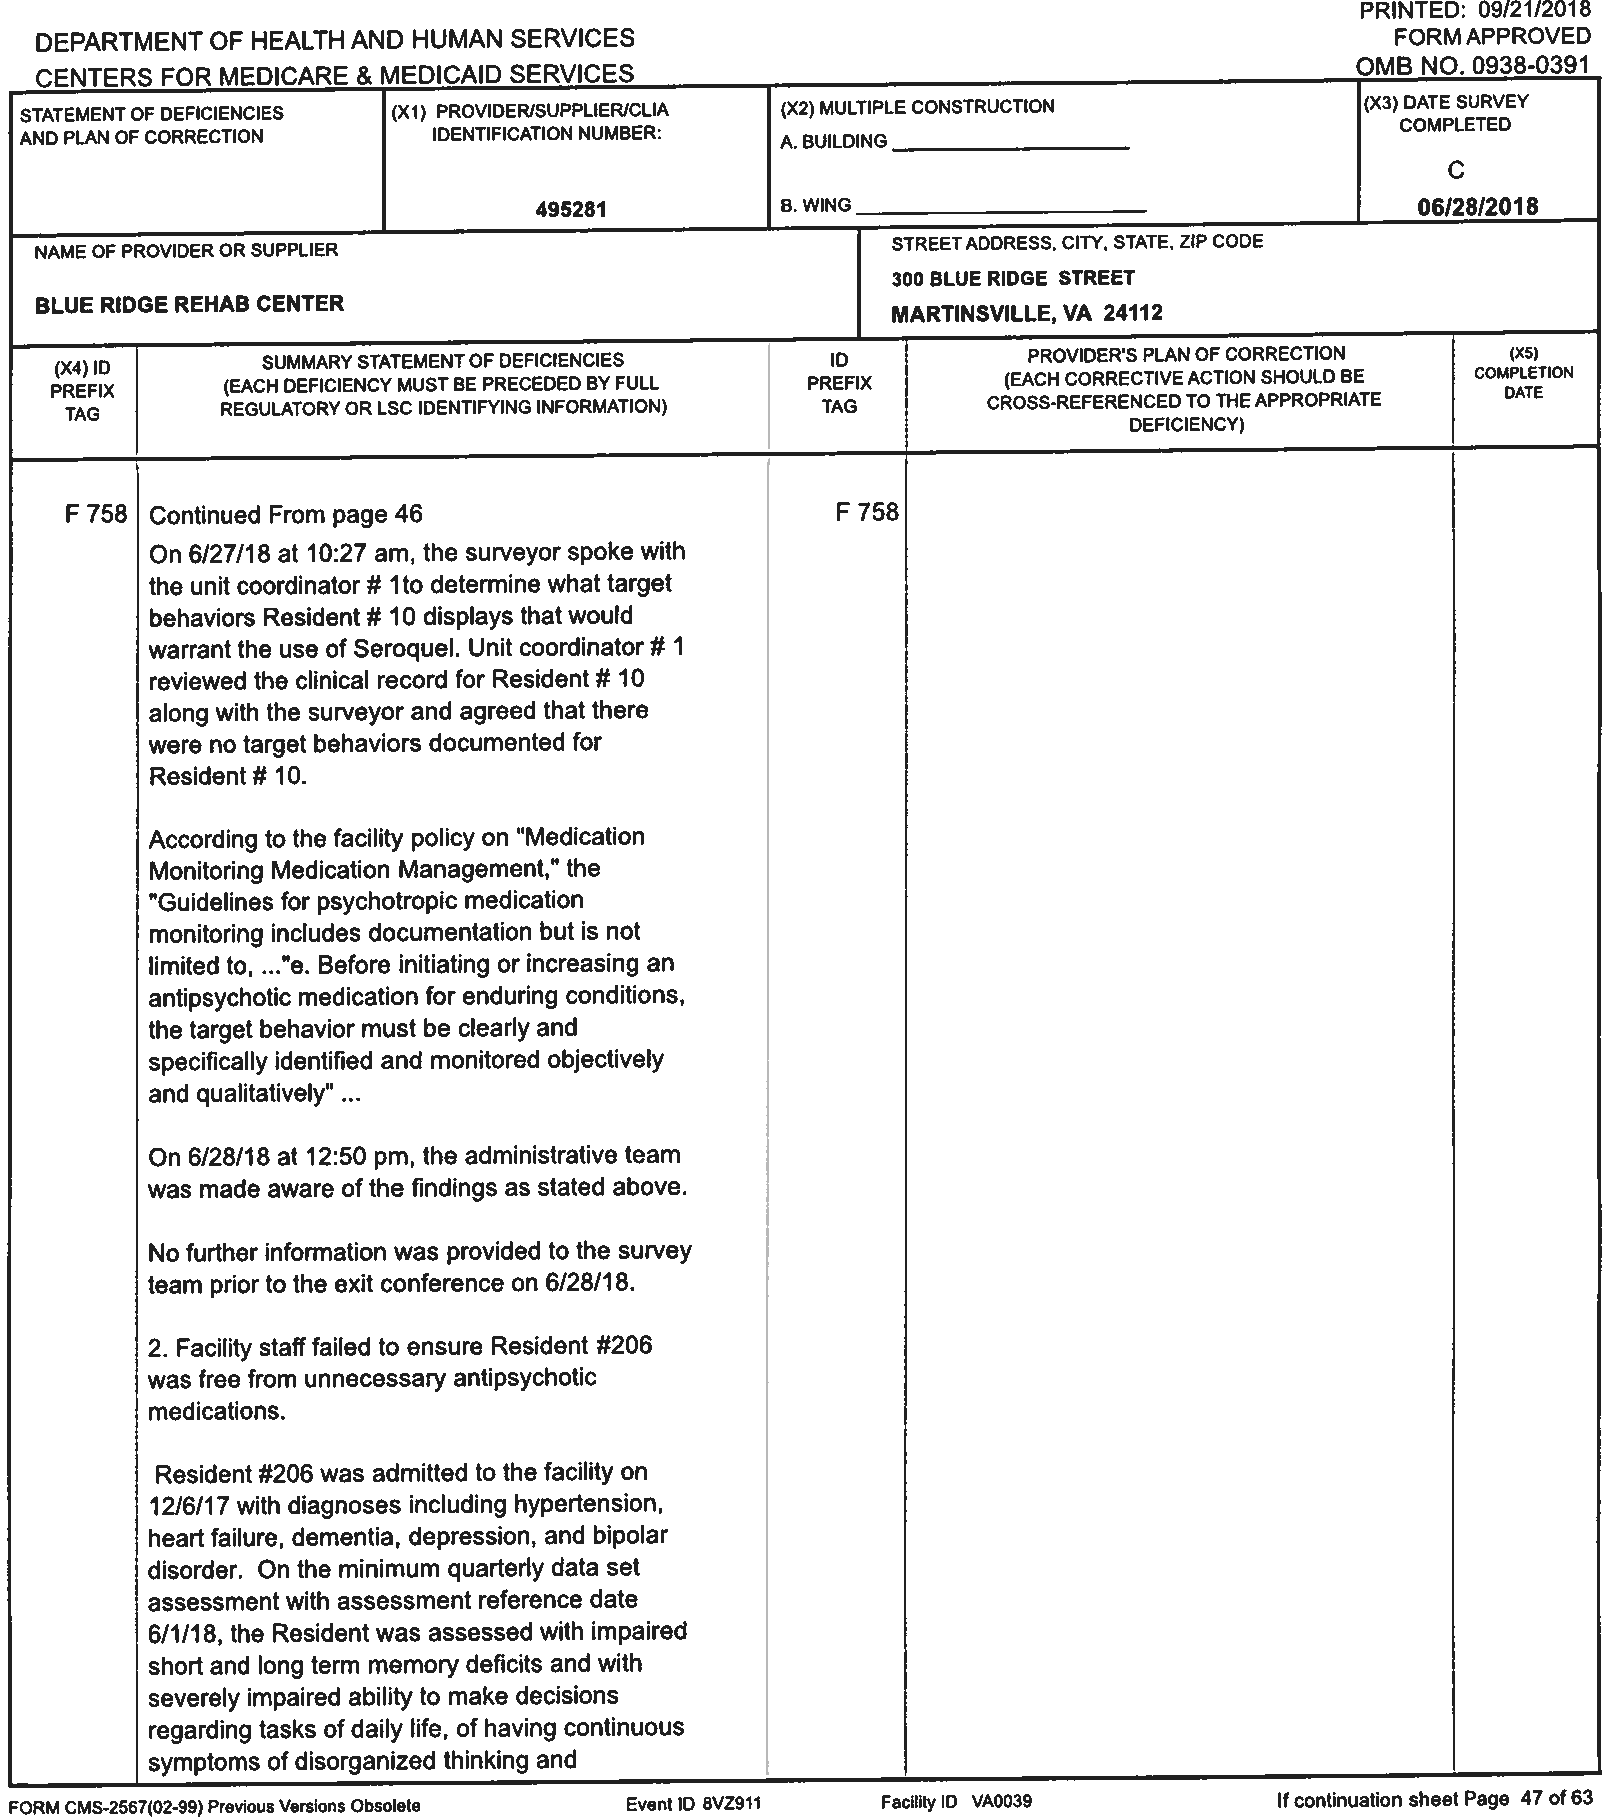 PRINTED: 09/21/2018
DEPARTMENT OF HEALTH AND HUMAN SERVICES
FORM APPROVED
CENTERS FOR MEDICARE & MEDICAID SERVICES
OMB NO. 0938-0391
STATEMENT OF DEFICIENCIES
AND PLAN OF CORRECTION
(X1) PROVIDER/SUPPLIER/CLIA
IDENTIFICATION NUMBER:
495281
(X2) MULTIPLE CONSTRUCTION
A. BUILDING
B. WING
(X3) DATE SURVEY
COMPLETED
C
06/28/2018
NAME OF PROVIDER OR SUPPLIER
BLUE RIDGE REHAB CENTER
STREET ADDRESS, CITY, STATE, ZIP CODE
300 BLUE RIDGE STREET
MARTINSVILLE, VA 24112
(X4) ID
PREFIX
TAG
SUMMARY STATEMENT OF DEFICIENCIES
(EACH DEFICIENCY MUST BE PRECEDED BY FULL
REGULATORY OR LSC IDENTIFYING INFORMATION)
ID
PREFIX
TAG
PROVIDER'S PLAN OF CORRECTION
(EACH CORRECTIVE ACTION SHOULD BE
CROSS-REFERENCED TO THE APPROPRIATE
DEFICIENCY)
(X5)
COMPLETION
DATE
F 758
Continued From page 46
F 758
On 6/27/18 at 10:27 am, the surveyor spoke with
the unit coordinator # 1to determine what target
behaviors Resident # 10 displays that would
warrant the use of Seroquel. Unit coordinator # 1
reviewed the clinical record for Resident # 10
along with the surveyor and agreed that there
were no target behaviors documented for
Resident # 10.
According to the facility policy on "Medication
Monitoring Medication Management," the
"Guidelines for psychotropic medication
monitoring includes documentation but is not
limited to, ..."e. Before initiating or increasing an
antipsychotic medication for enduring conditions,
the target behavior must be clearly and
specifically identified and monitored objectively
and qualitatively" ...
On 6/28/18 at 12:50 pm, the administrative team
was made aware of the findings as stated above.
No further information was provided to the survey
team prior to the exit conference on 6/28/18.
2. Facility staff failed to ensure Resident #206
was free from unnecessary antipsychotic
medications.
Resident #206 was admitted to the facility on
12/6/17 with diagnoses including hypertension,
heart failure, dementia, depression, and bipolar
disorder. On the minimum quarterly data set
assessment with assessment reference date
6/1/18, the Resident was assessed with impaired
short and long term memory deficits and with
severely impaired ability to make decisions
regarding tasks of daily life, of having continuous
symptoms of disorganized thinking and
FORM CMS-2567(02-99) Previous Versions Obsolete
Event ID 8VZ911
Facility ID VA0039
If continuation sheet Page 47 of 63